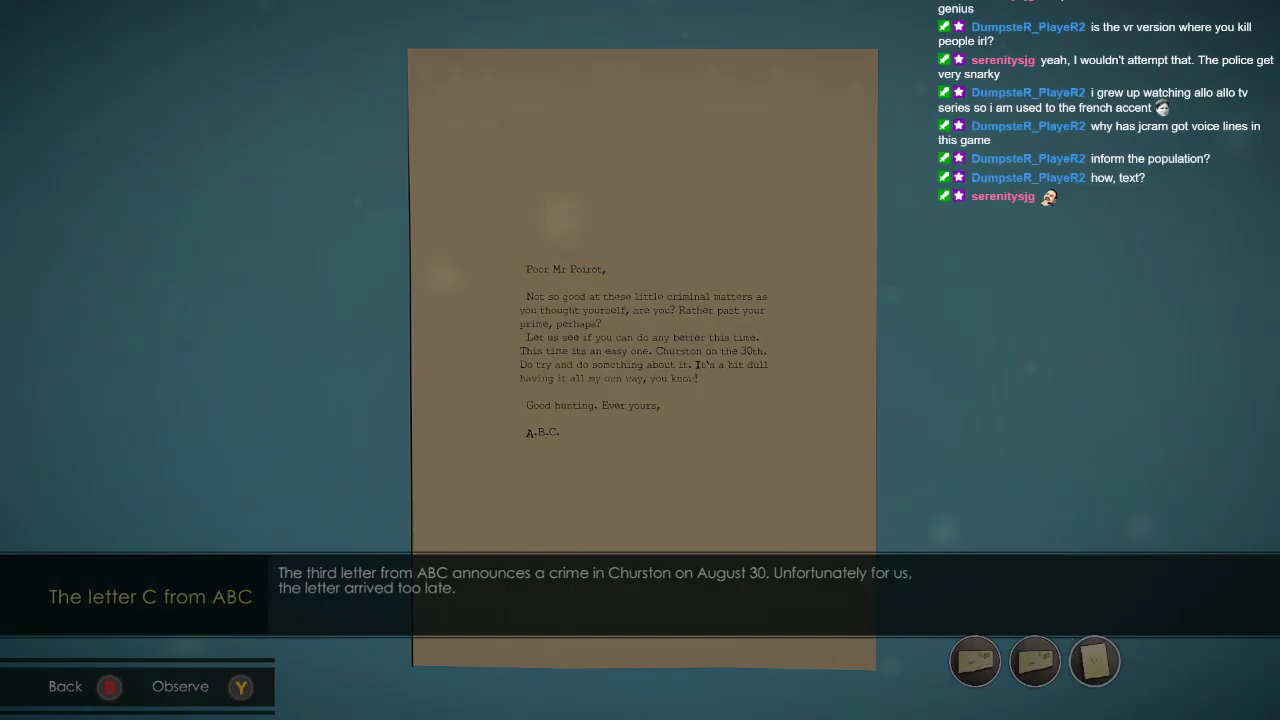 genius
DumpsteR_PlayeR2 is the vr version where you kill
people irl?
serenitysjg yeah, I wouldn't attempt that. The police get
very snarky
DumpsteR_PlayeR2 i grew up watching allo allo tv
series so i am used to the french accent
DumpsteR_PlayeR2 why has jcram got voice lines in
this game
DumpsteR_PlayeR2 inform the population?
DumpsteR_PlayeR2 how, text?
serenitysjg
Poor Mr Poirot,
Not so good at these little criminal matters as
you thought yourself, are you? Rather past your
prime, perhaps?
Let us see if you can do any better this time.
This time its an easy one. Churston on the 30th.
Do try and do something about it. It's a bit dull
having it all my own way, you know!
Good hunting. Ever yours,
A.B.C.
The letter C from ABC
The third letter from ABC announces a crime in Churston on August 30. Unfortunately for us,
the letter arrived too late.
Back B Observe Y